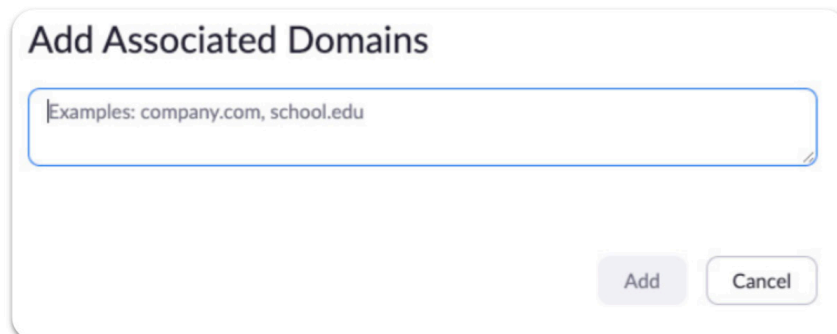 Add Associated Domains
Examples: company.com, school.edu
Add
Cancel